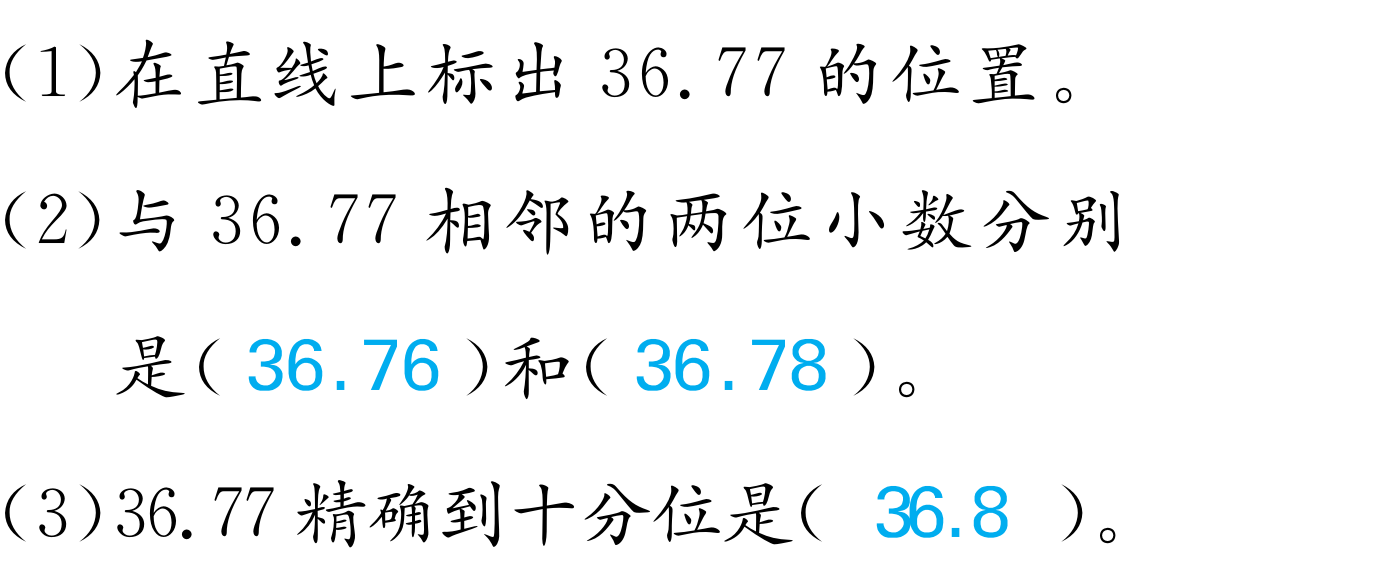 (1)在直线上标出 36.77 的位置。
(2)与 36.77 相邻的两位小数分别
是( 36.76 )和( 36.78 )。
(3)36.77 精确到十分位是( 36.8 )。